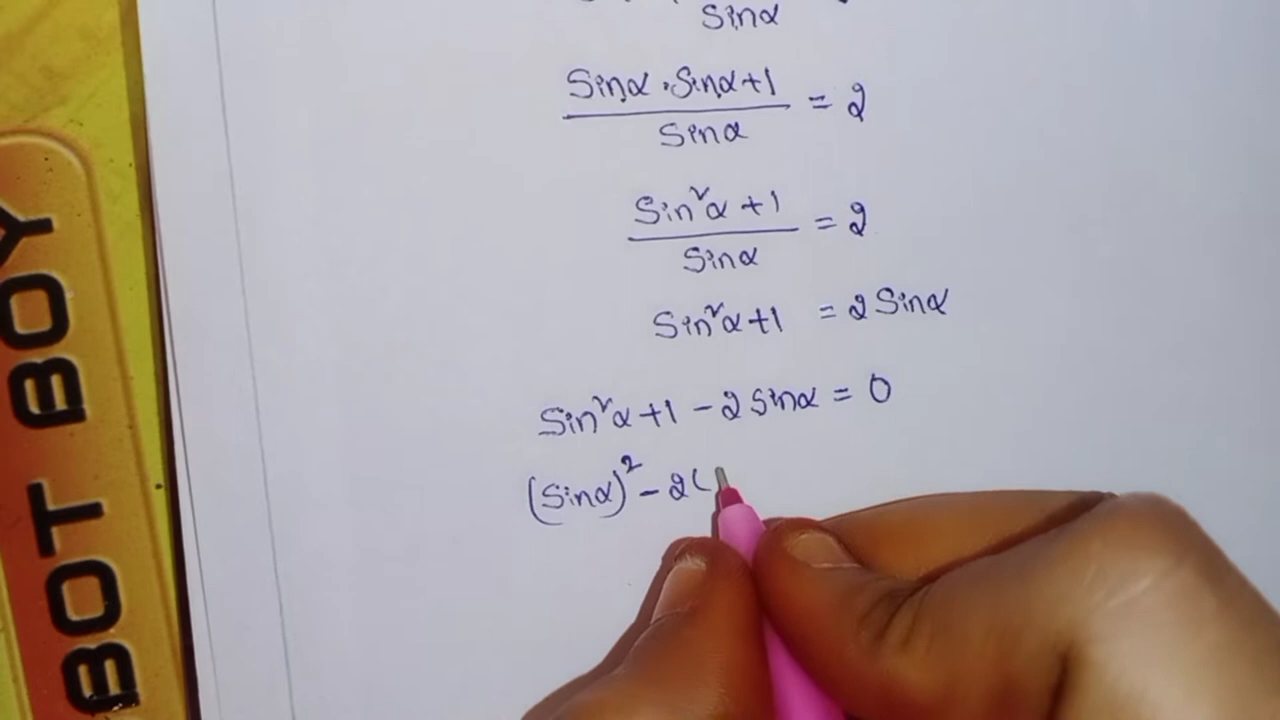 Sinα
Sinα · Sinα+1
Sinα
= 2
Sin²α +1
Sinα
= 2
Sin²α+1 = 2 Sinα
Sin²α +1 - 2 Sinα = 0
(Sinα)² - 2(
BOT BOY